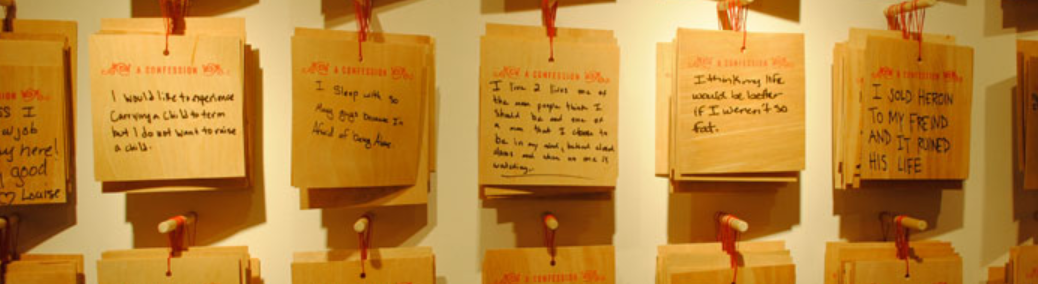 SS I
w job
y here!
good
♡ Louise
A CONFESSION
I would like to experience
Carrying a child to term
but I do not want to raise
a child.
A CONFESSION
I Sleep with so
Many guys because I'm
Afraid of being Alone.
A CONFESSION
I live 2 lives one of
the man people think I
should be and one of
a man that I choose to
be in my mind, behind closed
doors and when no one is
watching.
A CONFESSION
I think my life
would be better
if I weren't so
fat.
A CONFESSION
I SOLD HEROIN
TO MY FREIND
AND IT RUINED
HIS LIFE
A CONFESSION